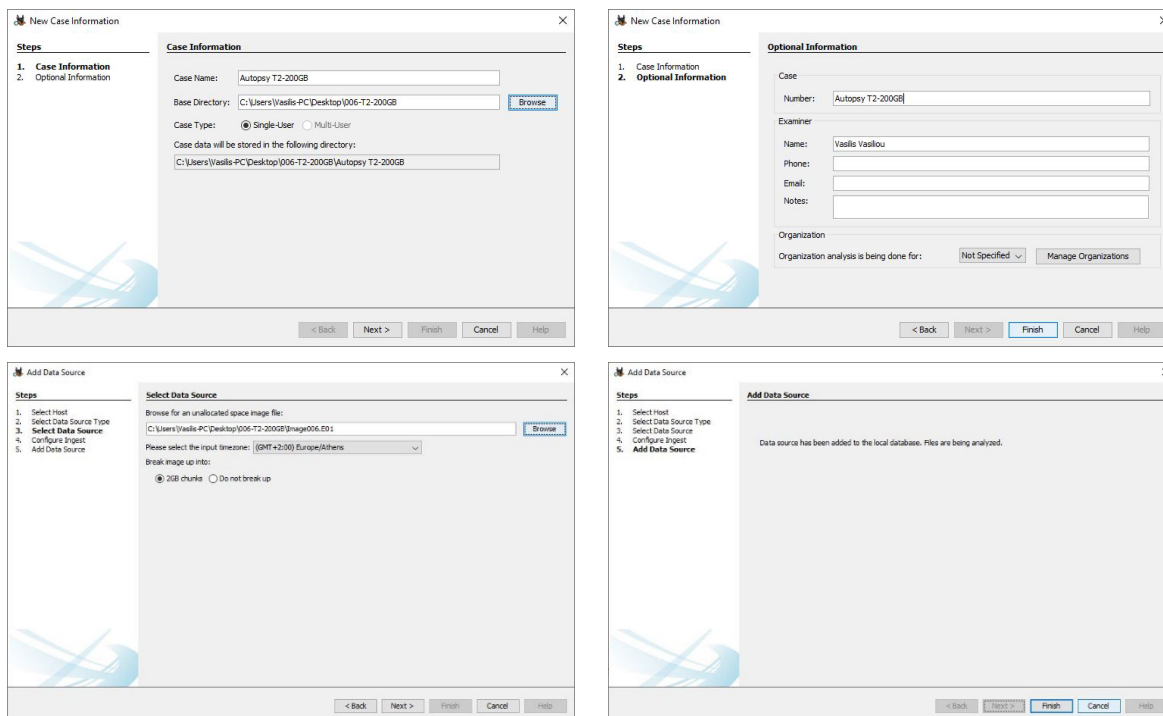 New Case Information
Steps
1. Case Information
2. Optional Information
Case Information
Case Name: Autopsy T2-200GB
Base Directory: C:\Users\Vasilis-PC\Desktop\006-T2-200GB Browse
Case Type: Single-User Multi-User
Case data will be stored in the following directory:
C:\Users\Vasilis-PC\Desktop\006-T2-200GB\Autopsy T2-200GB
< Back Next > Finish Cancel Help
New Case Information
Steps
1. Case Information
2. Optional Information
Optional Information
Case
Number: Autopsy T2-200GB
Examiner
Name: Vasilis Vasiliou
Phone:
Email:
Notes:
Organization
Organization analysis is being done for: Not Specified Manage Organizations
< Back Next > Finish Cancel Help
Add Data Source
Steps
1. Select Host
2. Select Data Source Type
3. Select Data Source
4. Configure Ingest
5. Add Data Source
Select Data Source
Browse for an unallocated space image file:
C:\Users\Vasilis-PC\Desktop\006-T2-200GB\Image006.E01 Browse
Please select the input timezone: (GMT+2:00) Europe/Athens
Break image up into:
2GB chunks Do not break up
< Back Next > Finish Cancel Help
Add Data Source
Steps
1. Select Host
2. Select Data Source Type
3. Select Data Source
4. Configure Ingest
5. Add Data Source
Add Data Source
Data source has been added to the local database. Files are being analyzed.
< Back Next > Finish Cancel Help